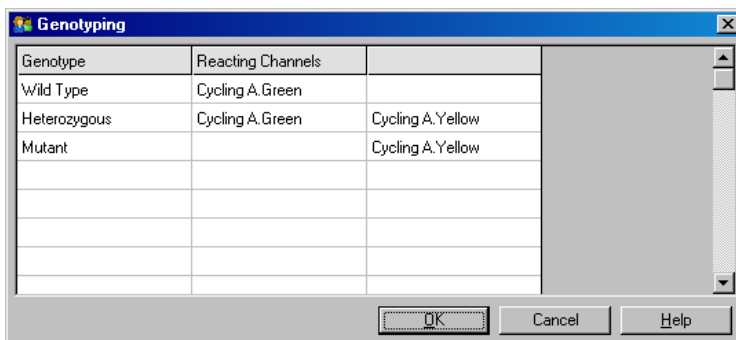 Genotyping
Genotype Reacting Channels
Wild Type Cycling A.Green
Heterozygous Cycling A.Green Cycling A.Yellow
Mutant Cycling A.Yellow
OK Cancel Help